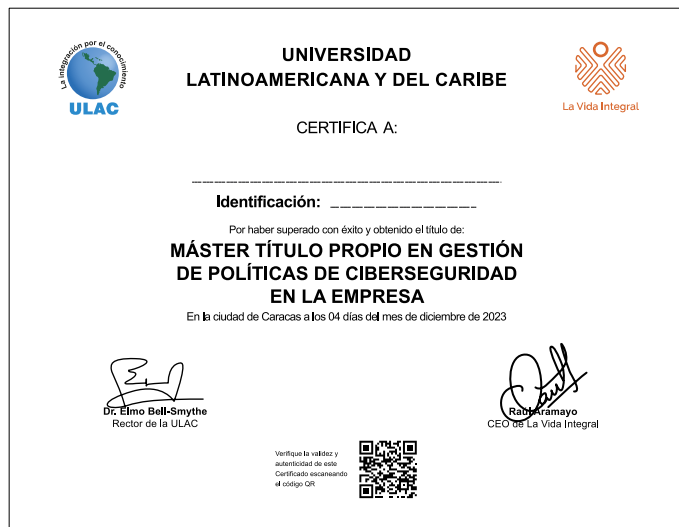 La integración por el conocimiento
ULAC
UNIVERSIDAD
LATINOAMERICANA Y DEL CARIBE
La Vida Integral
CERTIFICA A:
Identificación:
Por haber superado con éxito y obtenido el título de:
MÁSTER TÍTULO PROPIO EN GESTIÓN
DE POLÍTICAS DE CIBERSEGURIDAD
EN LA EMPRESA
En la ciudad de Caracas a los 04 días del mes de diciembre de 2023
Dr. Elmo Bell-Smythe
Rector de la ULAC
Raúl Aramayo
CEO de La Vida Integral
Verifique la validez y
autenticidad de este
Certificado escaneando
el código QR